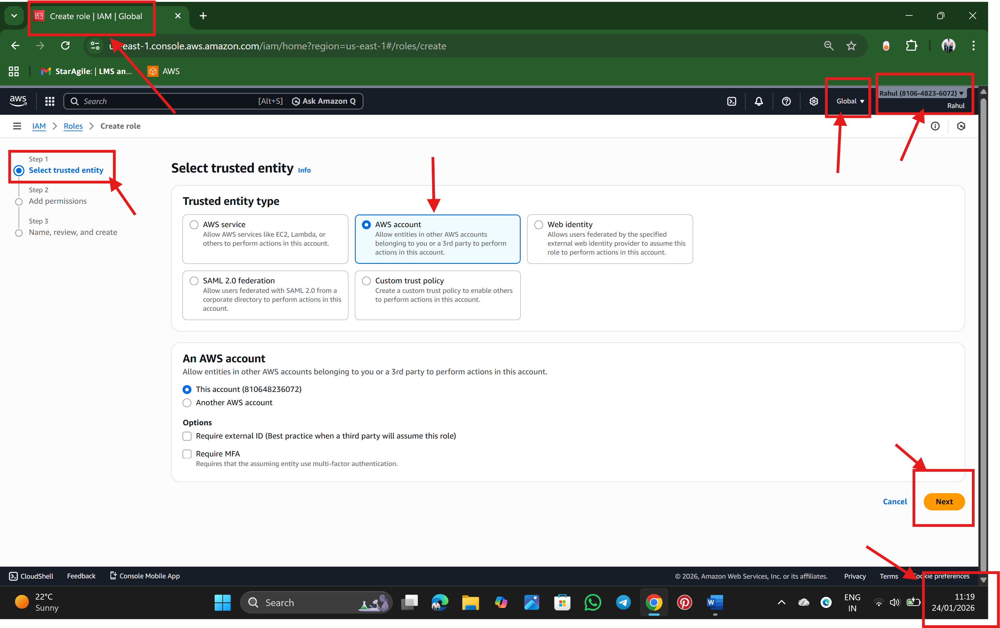 Create role | IAM | Global
us-east-1.console.aws.amazon.com/iam/home?region=us-east-1#/roles/create
StarAgile: | LMS an...
AWS
aws
Search
[Alt+S]
Ask Amazon Q
Global
Rahul (8106-4823-6072)
Rahul
IAM
Roles
Create role
Step 1
Select trusted entity
Step 2
Add permissions
Step 3
Name, review, and create
Select trusted entity Info
Trusted entity type
AWS service
Allow AWS services like EC2, Lambda, or
others to perform actions in this account.
AWS account
Allow entities in other AWS accounts
belonging to you or a 3rd party to perform
actions in this account.
Web identity
Allows users federated by the specified
external web identity provider to assume this
role to perform actions in this account.
SAML 2.0 federation
Allow users federated with SAML 2.0 from a
corporate directory to perform actions in this
account.
Custom trust policy
Create a custom trust policy to enable others
to perform actions in this account.
An AWS account
Allow entities in other AWS accounts belonging to you or a 3rd party to perform actions in this account.
This account (810648236072)
Another AWS account
Options
Require external ID (Best practice when a third party will assume this role)
Require MFA
Requires that the assuming entity use multi-factor authentication.
Cancel
Next
CloudShell
Feedback
Console Mobile App
© 2026, Amazon Web Services, Inc. or its affiliates.
Privacy
Terms
Cookie preferences
22°C
Sunny
Search
W
ENG
IN
11:19
24/01/2026